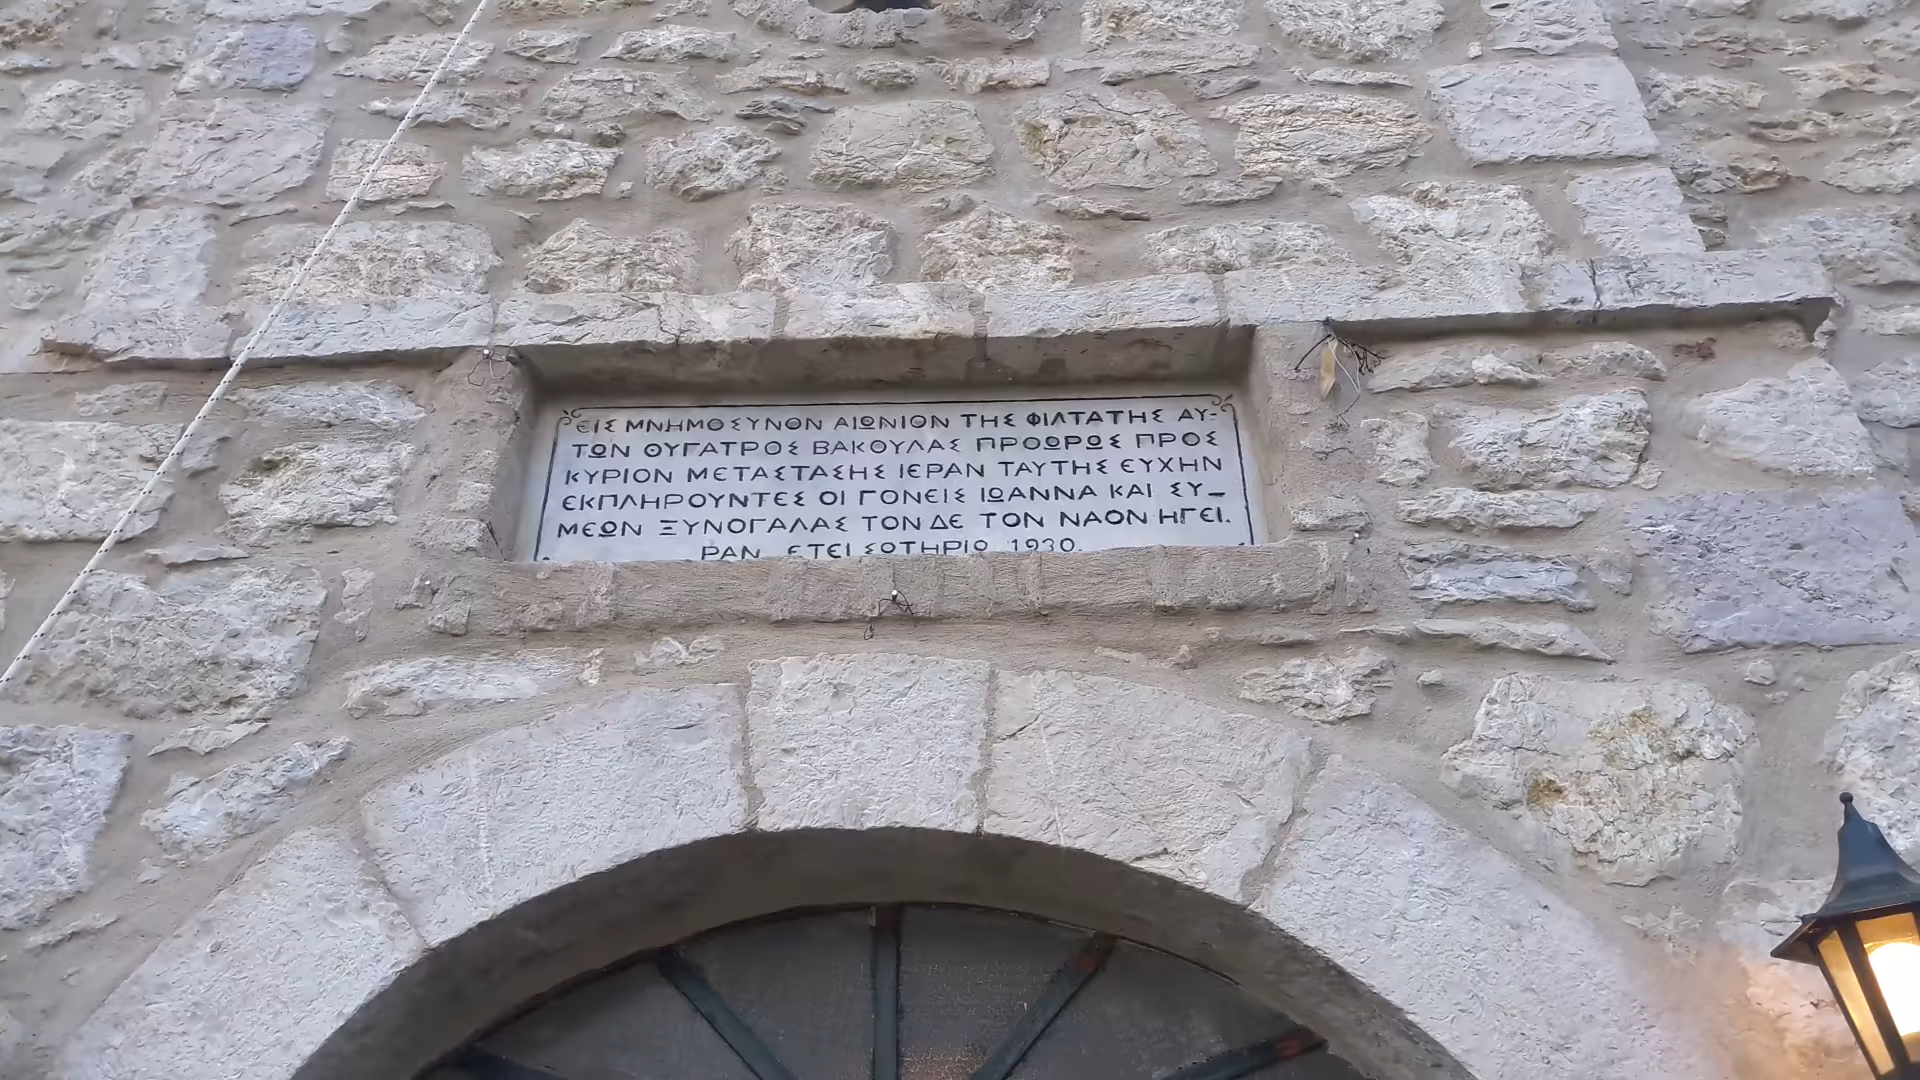 ΕΙΣ ΜΝΗΜΟΣΥΝΟΝ ΑΙΩΝΙΟΝ ΤΗΣ ΦΙΛΤΑΤΗΣ ΑΥ-
ΤΩΝ ΘΥΓΑΤΡΟΣ ΒΑΚΟΥΛΑΣ ΠΡΟΩΡΩΣ ΠΡΟΣ
ΚΥΡΙΟΝ ΜΕΤΑΣΤΑΣΗΣ ΙΕΡΑΝ ΤΑΥΤΗΣ ΕΥΧΗΝ
ΕΚΠΛΗΡΟΥΝΤΕΣ ΟΙ ΓΟΝΕΙΣ ΙΩΑΝΝΑ ΚΑΙ ΣΥ-
ΜΕΩΝ ΞΥΝΟΓΑΛΑΣ ΤΟΝ ΔΕ ΤΟΝ ΝΑΟΝ ΗΓΕΙ.
ΡΑΝ ΕΤΕΙ ΣΩΤΗΡΙΩ 1930.